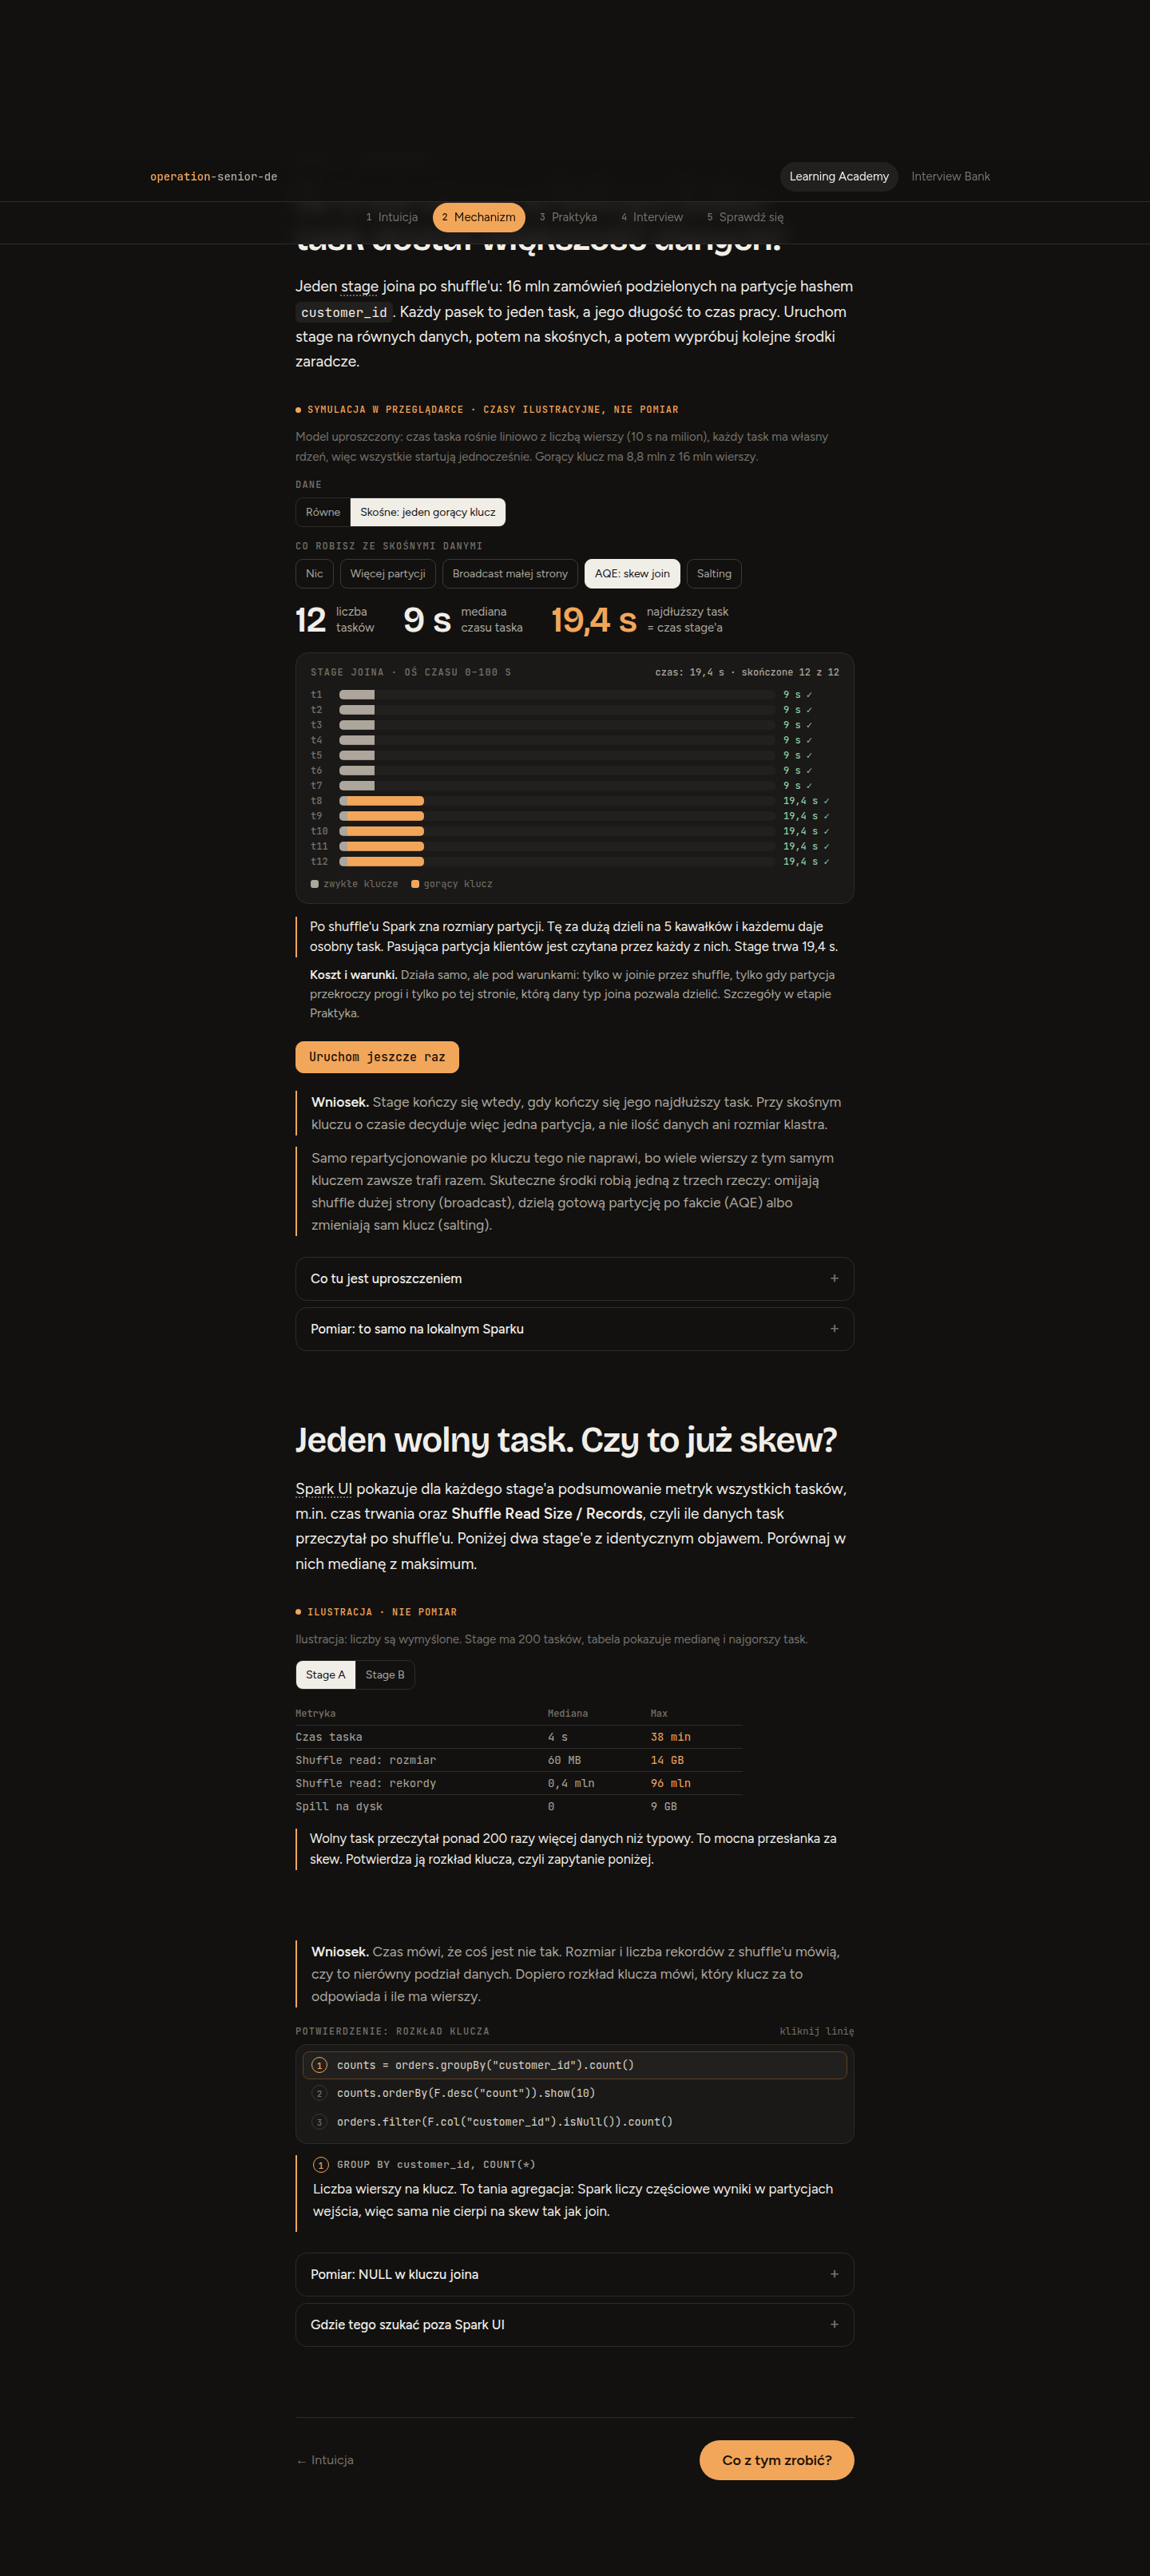 operation-senior-de
Learning Academy Interview Bank
1 Intuicja 2 Mechanizm 3 Praktyka 4 Interview 5 Sprawdź się
task dostał większość danych.
Jeden stage joina po shuffle'u: 16 mln zamówień podzielonych na partycje hashem
customer_id. Każdy pasek to jeden task, a jego długość to czas pracy. Uruchom
stage na równych danych, potem na skośnych, a potem wypróbuj kolejne środki
zaradcze.
SYMULACJA W PRZEGLĄDARCE · CZASY ILUSTRACYJNE, NIE POMIAR
Model uproszczony: czas taska rośnie liniowo z liczbą wierszy (10 s na milion), każdy task ma własny
rdzeń, więc wszystkie startują jednocześnie. Gorący klucz ma 8,8 mln z 16 mln wierszy.
DANE
Równe Skośne: jeden gorący klucz
CO ROBISZ ZE SKOŚNYMI DANYMI
Nic Więcej partycji Broadcast małej strony AQE: skew join Salting
12 liczba tasków 9 s mediana czasu taska 19,4 s najdłuższy task = czas stage'a
STAGE JOINA · OŚ CZASU 0–100 S czas: 19,4 s · skończone 12 z 12
t1 9 s ✓
t2 9 s ✓
t3 9 s ✓
t4 9 s ✓
t5 9 s ✓
t6 9 s ✓
t7 9 s ✓
t8 19,4 s ✓
t9 19,4 s ✓
t10 19,4 s ✓
t11 19,4 s ✓
t12 19,4 s ✓
zwykłe klucze gorący klucz
Po shuffle'u Spark zna rozmiary partycji. Tę za dużą dzieli na 5 kawałków i każdemu daje
osobny task. Pasująca partycja klientów jest czytana przez każdy z nich. Stage trwa 19,4 s.
Koszt i warunki. Działa samo, ale pod warunkami: tylko w joinie przez shuffle, tylko gdy partycja
przekroczy progi i tylko po tej stronie, którą dany typ joina pozwala dzielić. Szczegóły w etapie
Praktyka.
Uruchom jeszcze raz
Wniosek. Stage kończy się wtedy, gdy kończy się jego najdłuższy task. Przy skośnym
kluczu o czasie decyduje więc jedna partycja, a nie ilość danych ani rozmiar klastra.
Samo repartycjonowanie po kluczu tego nie naprawi, bo wiele wierszy z tym samym
kluczem zawsze trafi razem. Skuteczne środki robią jedną z trzech rzeczy: omijają
shuffle dużej strony (broadcast), dzielą gotową partycję po fakcie (AQE) albo
zmieniają sam klucz (salting).
Co tu jest uproszczeniem +
Pomiar: to samo na lokalnym Sparku +
Jeden wolny task. Czy to już skew?
Spark UI pokazuje dla każdego stage'a podsumowanie metryk wszystkich tasków,
m.in. czas trwania oraz Shuffle Read Size / Records, czyli ile danych task
przeczytał po shuffle'u. Poniżej dwa stage'e z identycznym objawem. Porównaj w
nich medianę z maksimum.
ILUSTRACJA · NIE POMIAR
Ilustracja: liczby są wymyślone. Stage ma 200 tasków, tabela pokazuje medianę i najgorszy task.
Stage A Stage B
Metryka Mediana Max
Czas taska 4 s 38 min
Shuffle read: rozmiar 60 MB 14 GB
Shuffle read: rekordy 0,4 mln 96 mln
Spill na dysk 0 9 GB
Wolny task przeczytał ponad 200 razy więcej danych niż typowy. To mocna przesłanka za
skew. Potwierdza ją rozkład klucza, czyli zapytanie poniżej.
Wniosek. Czas mówi, że coś jest nie tak. Rozmiar i liczba rekordów z shuffle'u mówią,
czy to nierówny podział danych. Dopiero rozkład klucza mówi, który klucz za to
odpowiada i ile ma wierszy.
POTWIERDZENIE: ROZKŁAD KLUCZA kliknij linię
1 counts = orders.groupBy("customer_id").count()
2 counts.orderBy(F.desc("count")).show(10)
3 orders.filter(F.col("customer_id").isNull()).count()
1 GROUP BY customer_id, COUNT(*)
Liczba wierszy na klucz. To tania agregacja: Spark liczy częściowe wyniki w partycjach
wejścia, więc sama nie cierpi na skew tak jak join.
Pomiar: NULL w kluczu joina +
Gdzie tego szukać poza Spark UI +
← Intuicja Co z tym zrobić?